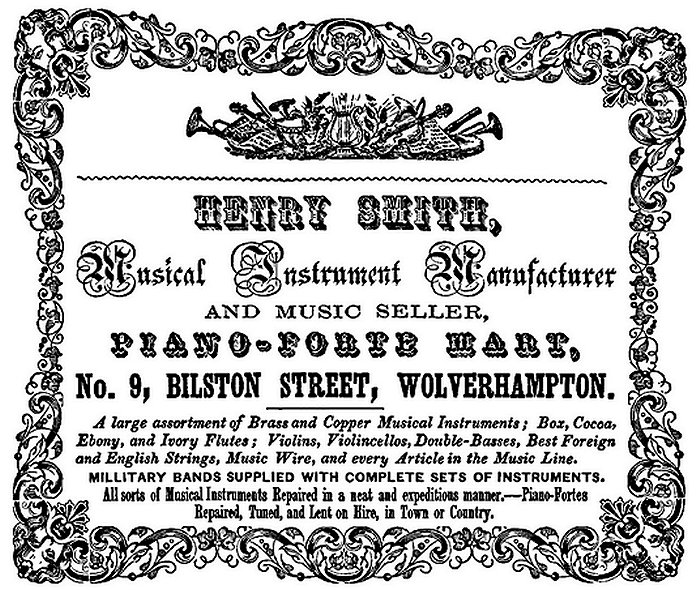 HENRY SMITH,
Musical Instrument Manufacturer
AND MUSIC SELLER,
PIANO-FORTE MART,
No. 9, BILSTON STREET, WOLVERHAMPTON.
A large assortment of Brass and Copper Musical Instruments; Box, Cocoa,
Ebony, and Ivory Flutes; Violins, Violincellos, Double-Basses, Best Foreign
and English Strings, Music Wire, and every Article in the Music Line.
MILLITARY BANDS SUPPLIED WITH COMPLETE SETS OF INSTRUMENTS.
All sorts of Musical Instruments Repaired in a neat and expeditious manner.—Piano-Fortes
Repaired, Tuned, and Lent on Hire, in Town or Country.